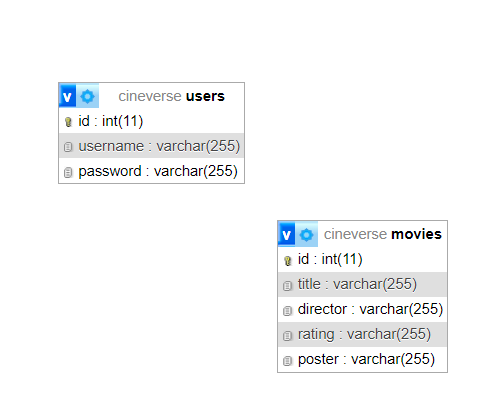 v cineverse users
id : int(11)
username : varchar(255)
password : varchar(255)
v cineverse movies
id : int(11)
title : varchar(255)
director : varchar(255)
rating : varchar(255)
poster : varchar(255)